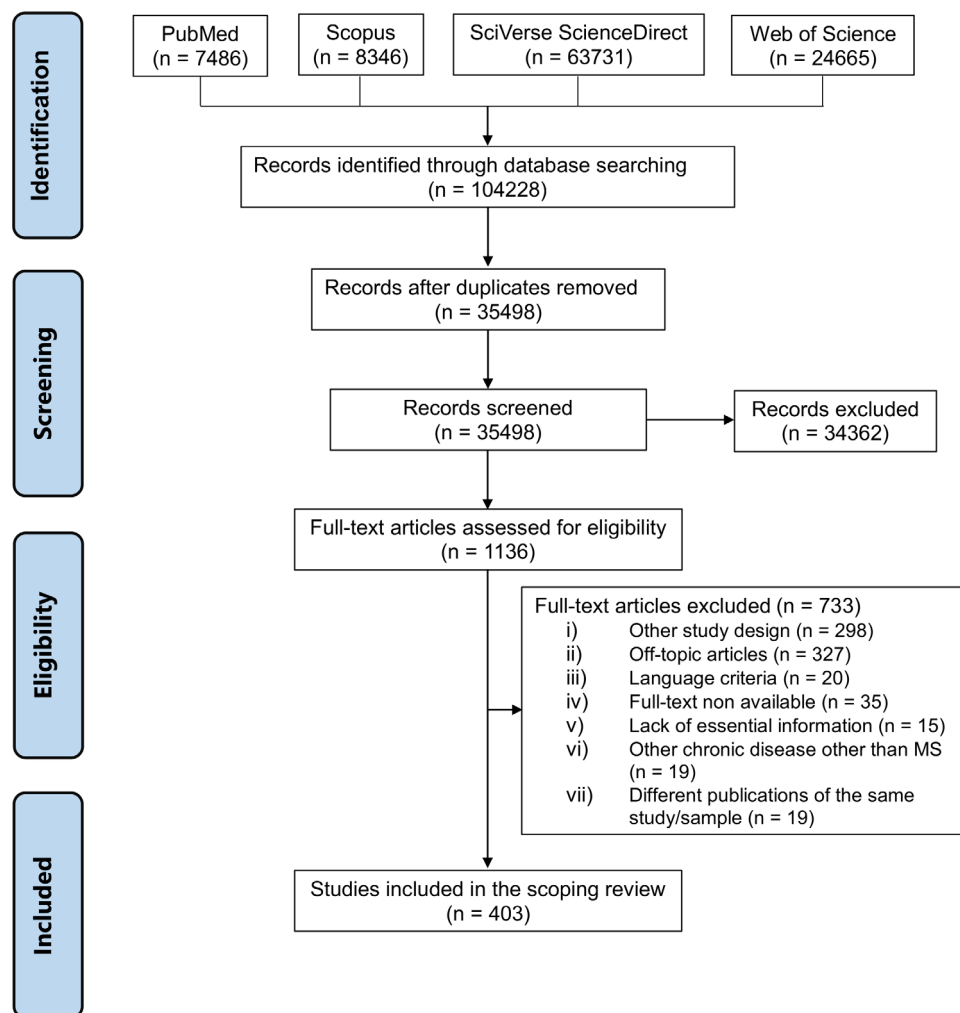 Identification
PubMed
(n = 7486)
Scopus
(n = 8346)
SciVerse ScienceDirect
(n = 63731)
Web of Science
(n = 24665)
Records identified through database searching
(n = 104228)
Screening
Records after duplicates removed
(n = 35498)
Records screened
(n = 35498)
Records excluded
(n = 34362)
Eligibility
Full-text articles assessed for eligibility
(n = 1136)
Full-text articles excluded (n = 733)
i) Other study design (n = 298)
ii) Off-topic articles (n = 327)
iii) Language criteria (n = 20)
iv) Full-text non available (n = 35)
v) Lack of essential information (n = 15)
vi) Other chronic disease other than MS
(n = 19)
vii) Different publications of the same
study/sample (n = 19)
Included
Studies included in the scoping review
(n = 403)